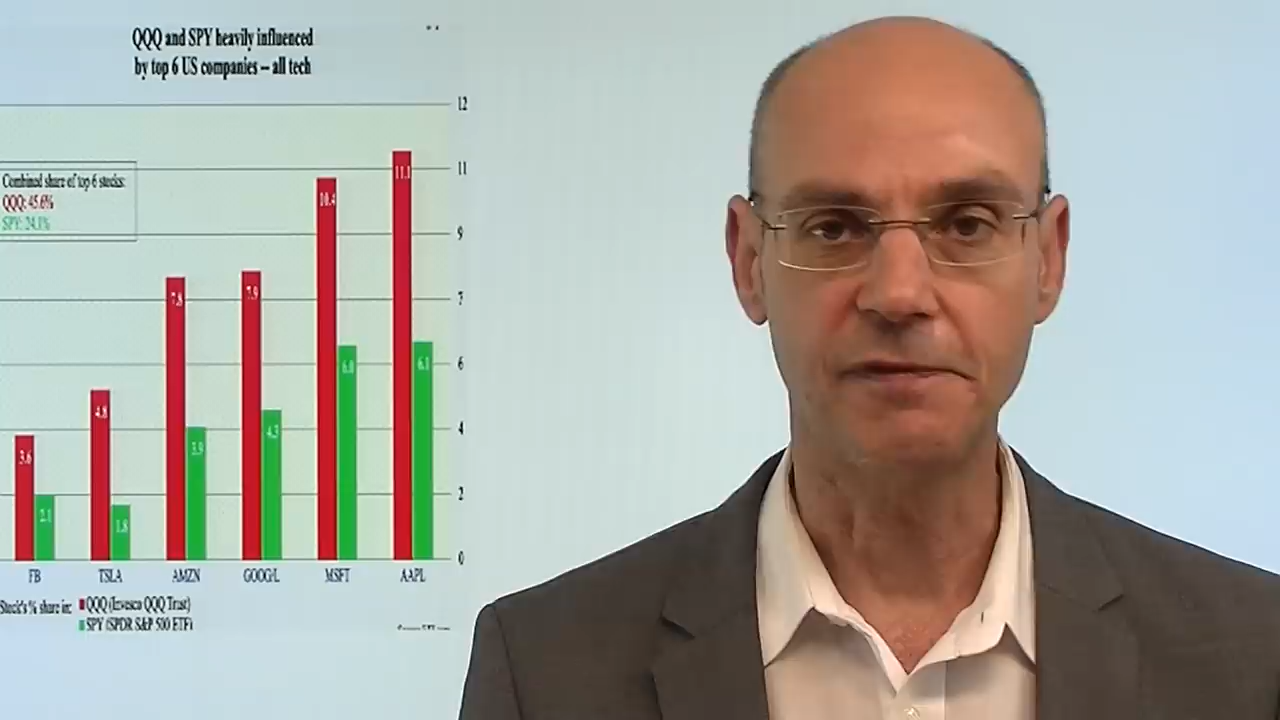 QQQ and SPY heavily influenced
by top 6 US companies – all tech
12
11
9
7
6
4
2
0
Combined share of top 6 stocks:
QQQ: 45.6%
SPY: 24.1%
3.6
2.1
4.8
1.8
7.8
3.9
7.9
4.3
10.4
6.0
11.1
6.1
FB TSLA AMZN GOOG/L MSFT AAPL
Stock's % share in: QQQ (Invesco QQQ Trust)
SPY (SPDR S&P 500 ETF)